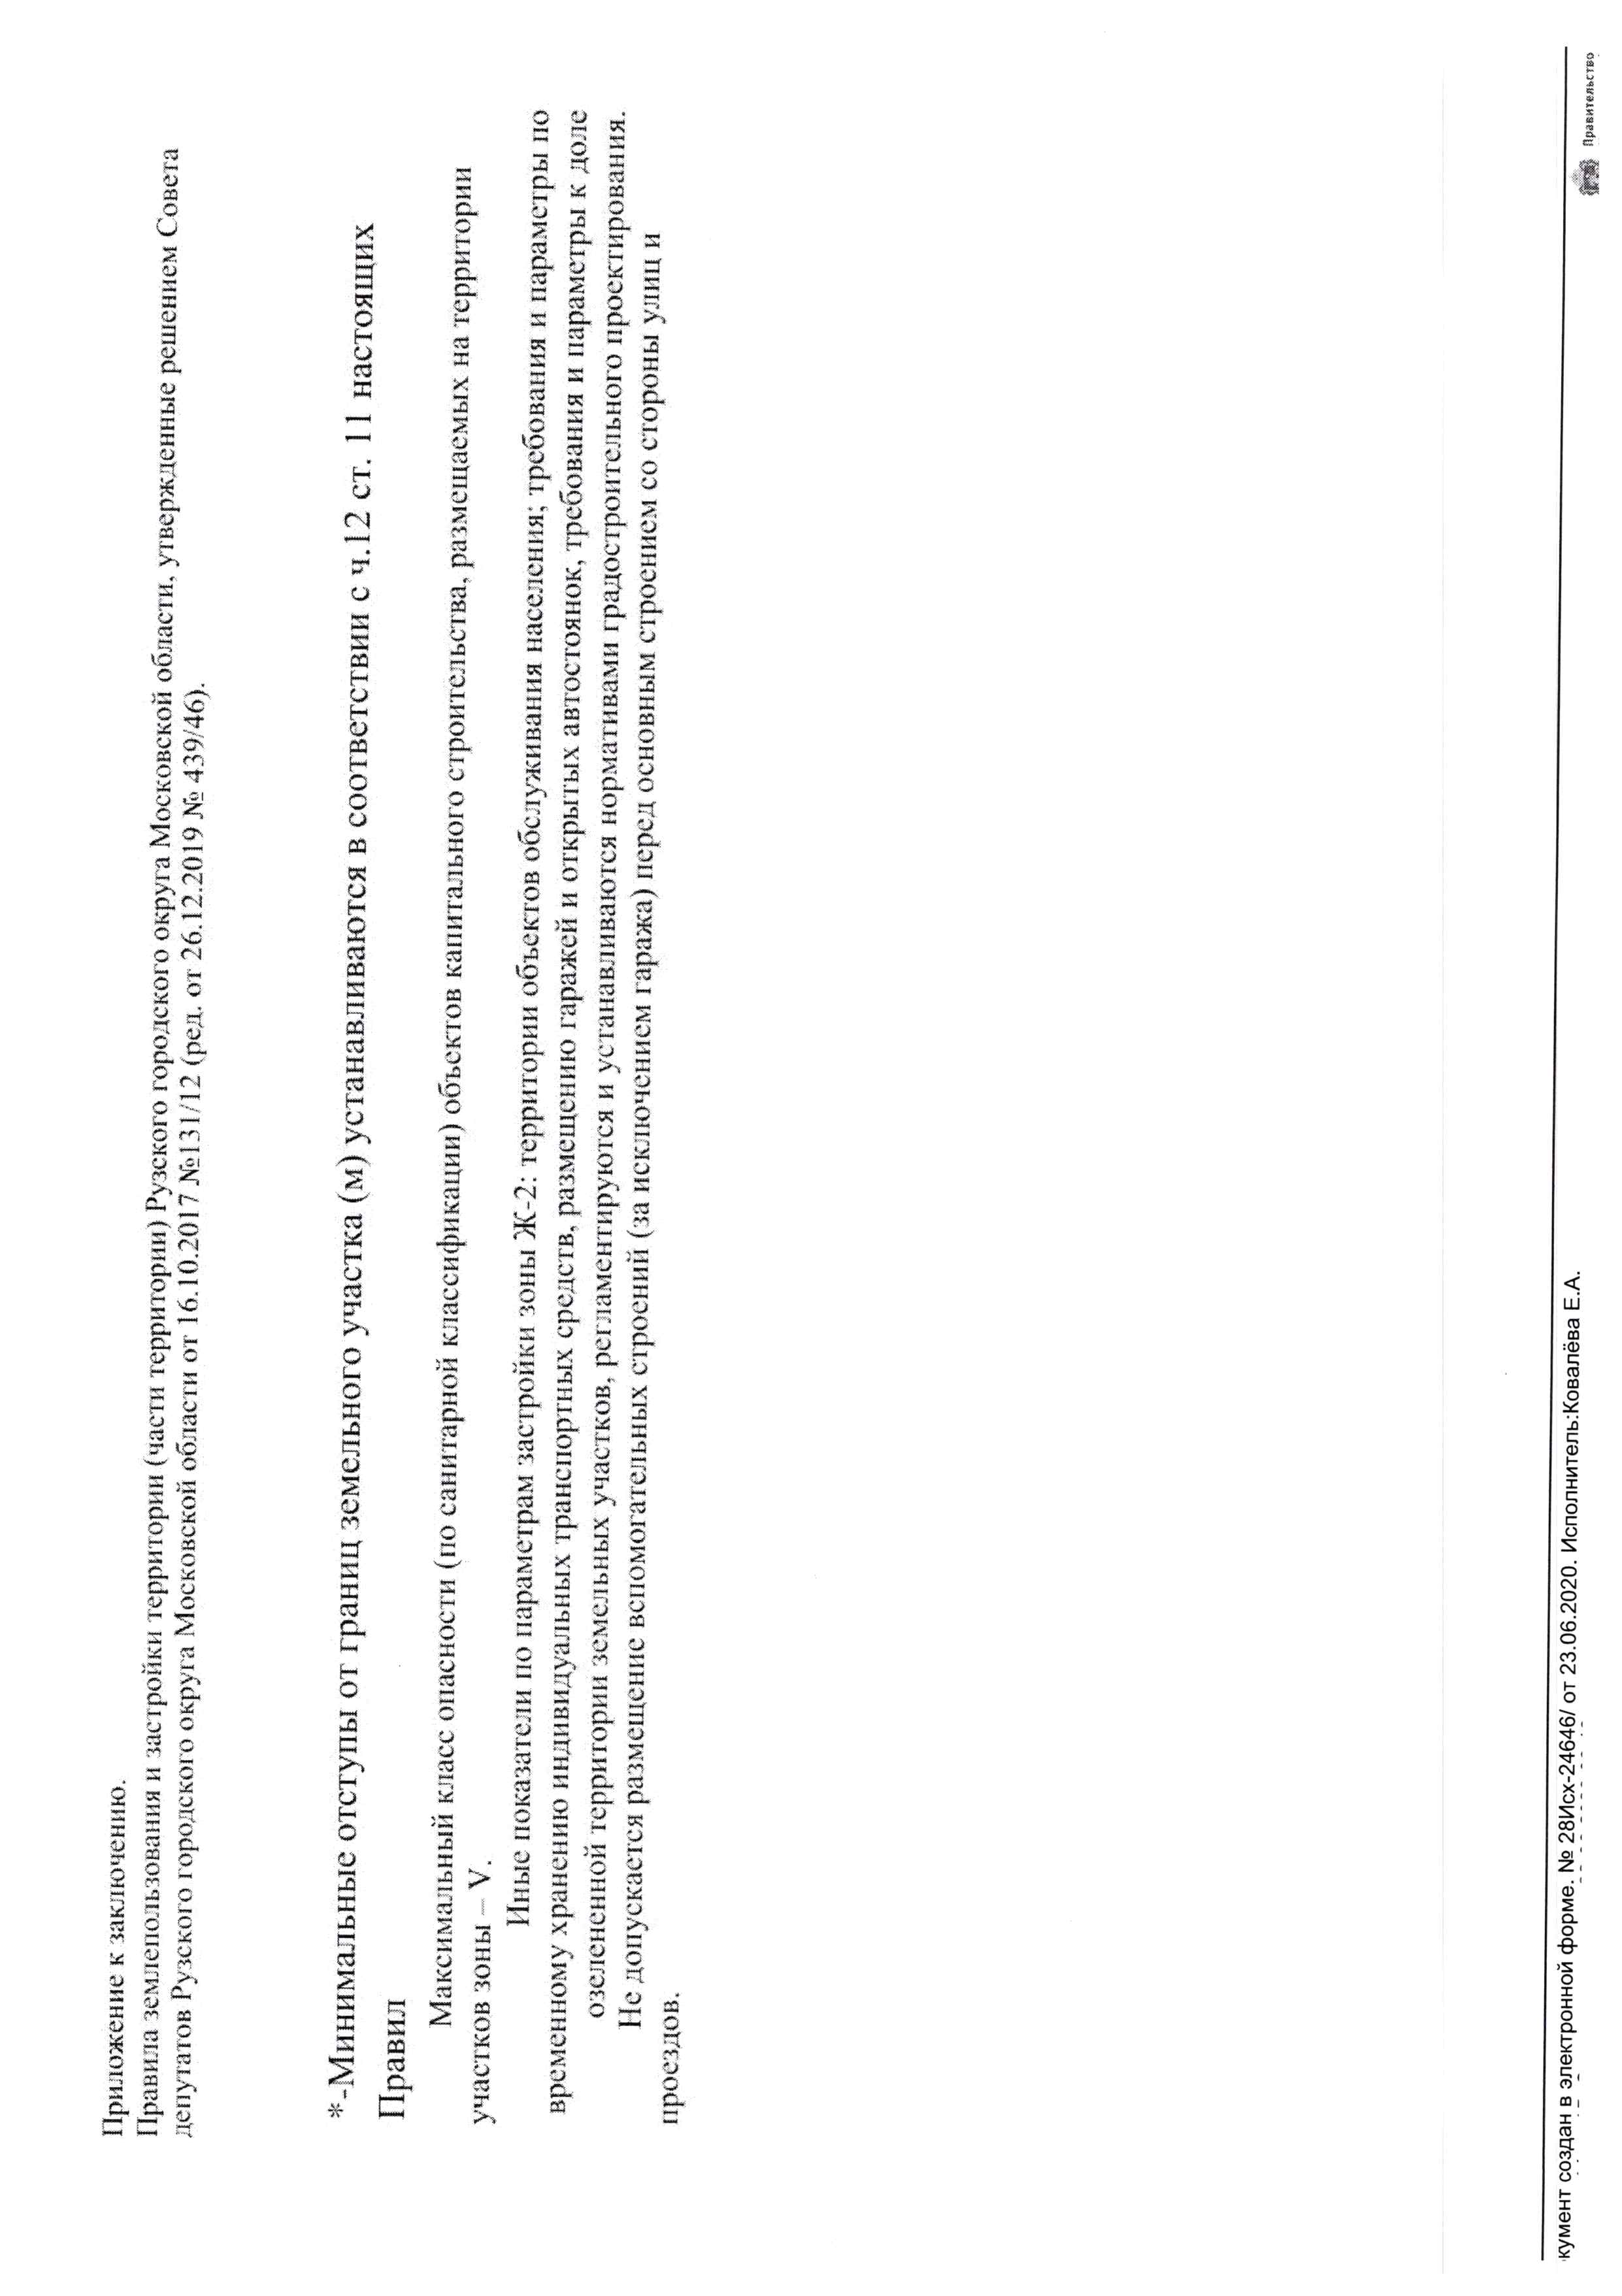 Приложение к заключению.
Правила землепользования и застройки территории (части территории) Рузского городского округа Московской области, утвержденные решением Совета
депутатов Рузского городского округа Московской области от 16.10.2017 №131/12 (ред. от 26.12.2019 № 439/46).
*-Минимальные отступы от границ земельного участка (м) устанавливаются в соответствии с ч.12 ст. 11 настоящих
Правил
Максимальный класс опасности (по санитарной классификации) объектов капитального строительства, размещаемых на территории
участков зоны – V.
Иные показатели по параметрам застройки зоны Ж-2: территории объектов обслуживания населения; требования и параметры по
временному хранению индивидуальных транспортных средств, размещению гаражей и открытых автостоянок, требования и параметры к доле
озелененной территории земельных участков, регламентируются и устанавливаются нормативами градостроительного проектирования.
Не допускается размещение вспомогательных строений (за исключением гаража) перед основным строением со стороны улиц и
проездов.
кумент создан в электронной форме. № 28Исх-24646/ от 23.06.2020. Исполнитель:Ковалёва Е.А.
Правительство